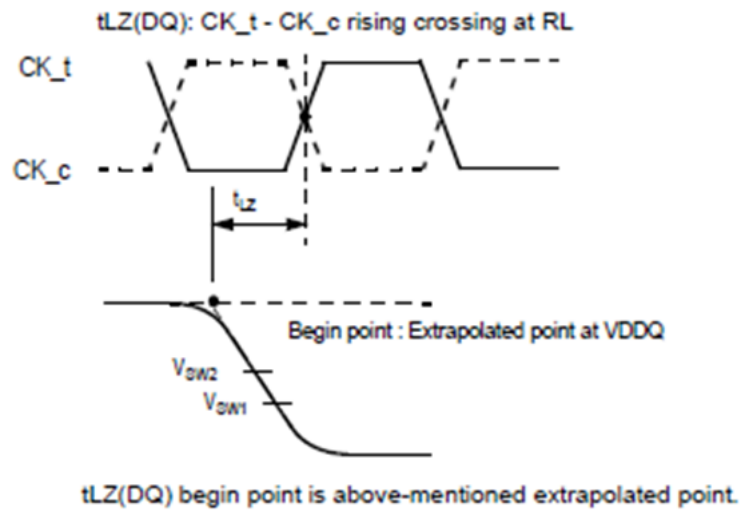 tLZ(DQ): CK_t - CK_c rising crossing at RL
CK_t
CK_c
tLZ
Begin point : Extrapolated point at VDDQ
VSW2
VSW1
tLZ(DQ) begin point is above-mentioned extrapolated point.